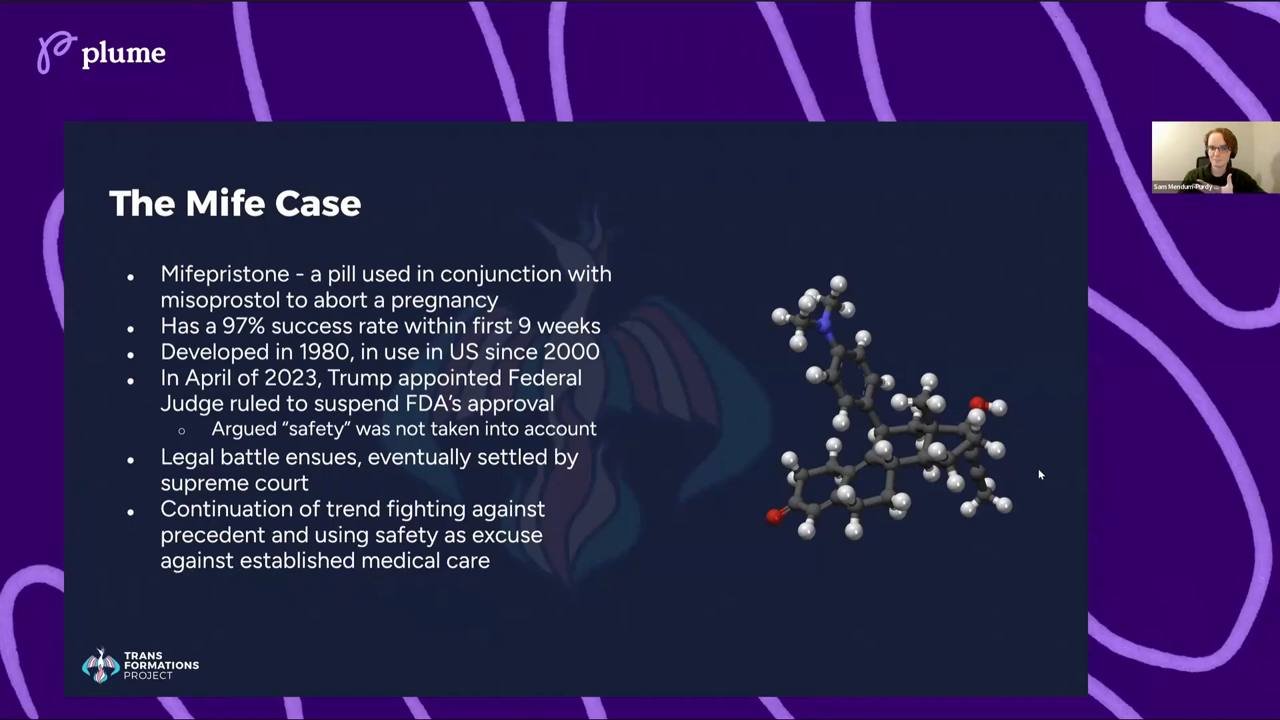 plume
The Mife Case
Mifepristone - a pill used in conjunction with
misoprostol to abort a pregnancy
Has a 97% success rate within first 9 weeks
Developed in 1980, in use in US since 2000
In April of 2023, Trump appointed Federal
Judge ruled to suspend FDA's approval
Argued “safety” was not taken into account
Legal battle ensues, eventually settled by
supreme court
Continuation of trend fighting against
precedent and using safety as excuse
against established medical care
Sam Mendum-Purdy
TRANS
FORMATIONS
PROJECT